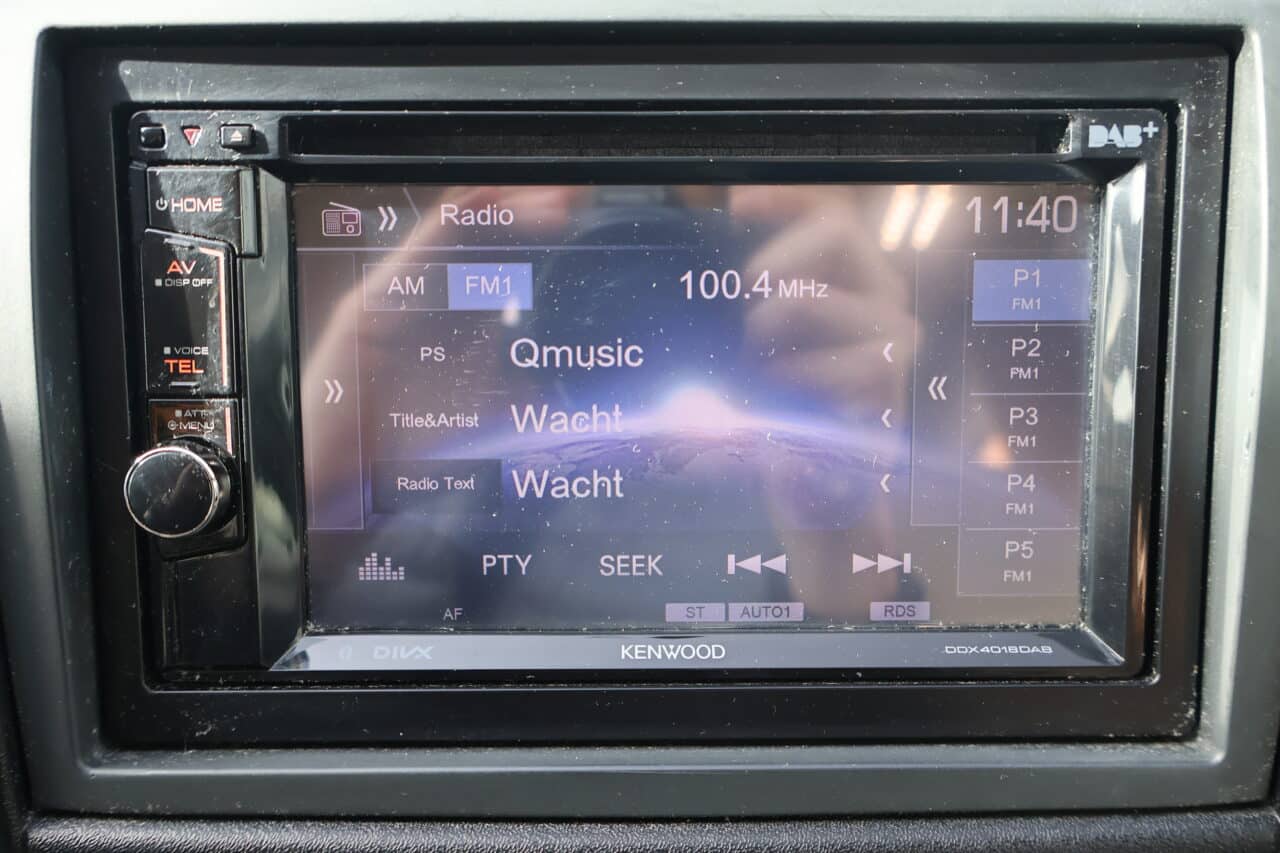 DAB+
HOME
AV
DISP OFF
VOICE
TEL
ATT
MENU
Radio
11:40
AM FM1 100.4 MHz
PS Qmusic
Title&Artist Wacht
Radio Text Wacht
P1
FM1
P2
FM1
P3
FM1
P4
FM1
P5
FM1
PTY SEEK
AF ST AUTO1 RDS
DIVX KENWOOD DDX4016DAB